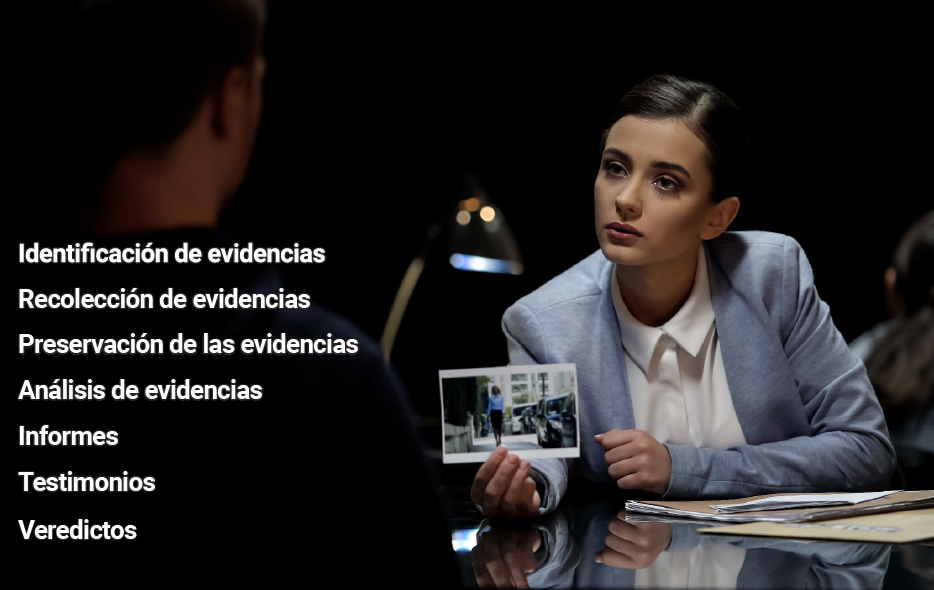 Identificación de evidencias
Recolección de evidencias
Preservación de las evidencias
Análisis de evidencias
Informes
Testimonios
Veredictos